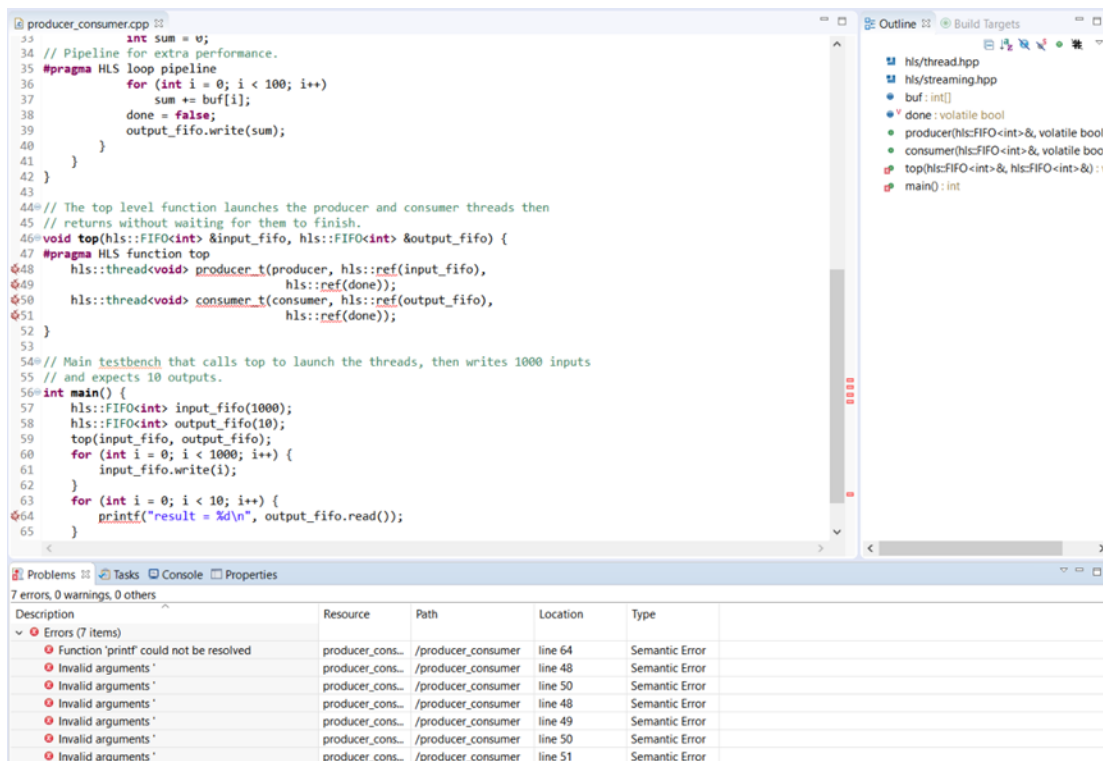 producer_consumer.cpp
33 int sum = 0;
34 // Pipeline for extra performance.
35 #pragma HLS loop pipeline
36 for (int i = 0; i < 100; i++)
37 sum += buf[i];
38 done = false;
39 output_fifo.write(sum);
40 }
41 }
42 }
43
44 // The top level function launches the producer and consumer threads then
45 // returns without waiting for them to finish.
46 void top(hls::FIFO<int> &input_fifo, hls::FIFO<int> &output_fifo) {
47 #pragma HLS function top
48 hls::thread<void> producer_t(producer, hls::ref(input_fifo),
49 hls::ref(done));
50 hls::thread<void> consumer_t(consumer, hls::ref(output_fifo),
51 hls::ref(done));
52 }
53
54 // Main testbench that calls top to launch the threads, then writes 1000 inputs
55 // and expects 10 outputs.
56 int main() {
57 hls::FIFO<int> input_fifo(1000);
58 hls::FIFO<int> output_fifo(10);
59 top(input_fifo, output_fifo);
60 for (int i = 0; i < 1000; i++) {
61 input_fifo.write(i);
62 }
63 for (int i = 0; i < 10; i++) {
64 printf("result = %d\n", output_fifo.read());
65 }
Outline Build Targets
hls/thread.hpp
hls/streaming.hpp
buf : int[]
done : volatile bool
producer(hls::FIFO<int>&, volatile bool
consumer(hls::FIFO<int>&, volatile boo
top(hls::FIFO<int>&, hls::FIFO<int>&) :
main() : int
Problems Tasks Console Properties
7 errors, 0 warnings, 0 others
Description Resource Path Location Type
Errors (7 items)
Function 'printf' could not be resolved producer_cons... /producer_consumer line 64 Semantic Error
Invalid arguments ' producer_cons... /producer_consumer line 48 Semantic Error
Invalid arguments ' producer_cons... /producer_consumer line 50 Semantic Error
Invalid arguments ' producer_cons... /producer_consumer line 48 Semantic Error
Invalid arguments ' producer_cons... /producer_consumer line 49 Semantic Error
Invalid arguments ' producer_cons... /producer_consumer line 50 Semantic Error
Invalid arguments ' producer_cons... /producer_consumer line 51 Semantic Error